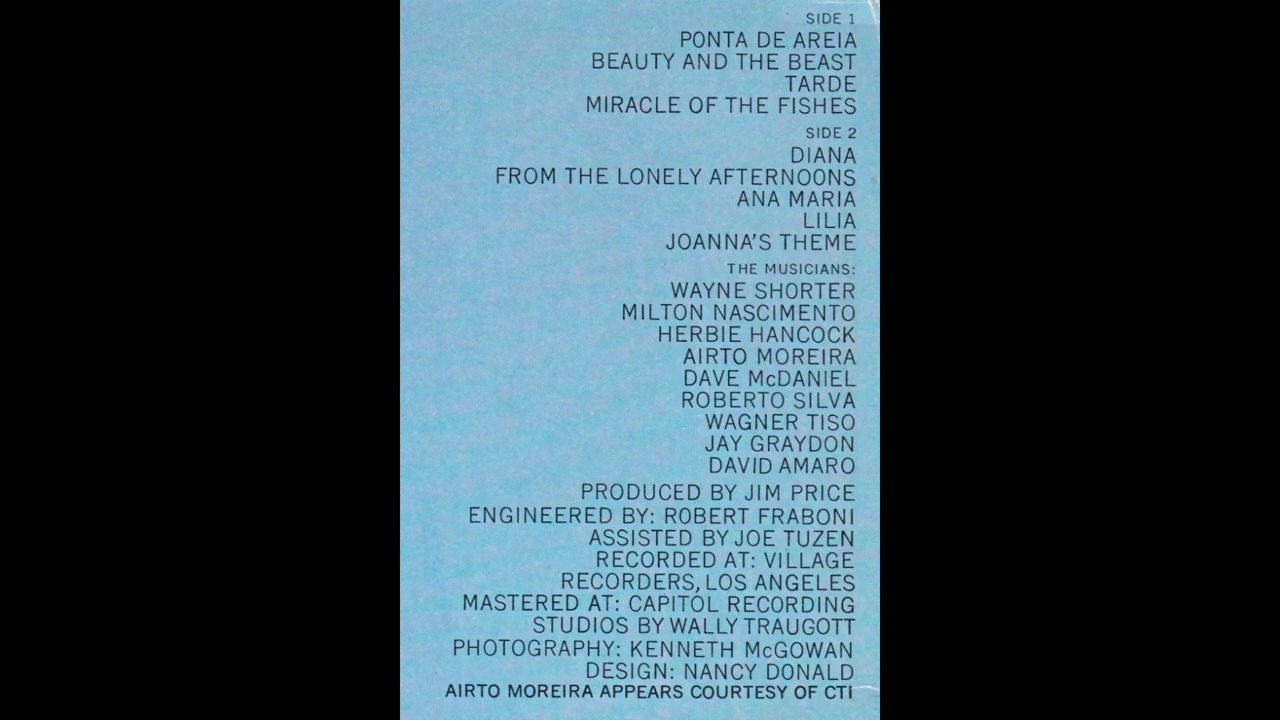 SIDE 1
PONTA DE AREIA
BEAUTY AND THE BEAST
TARDE
MIRACLE OF THE FISHES
SIDE 2
DIANA
FROM THE LONELY AFTERNOONS
ANA MARIA
LILIA
JOANNA'S THEME
THE MUSICIANS:
WAYNE SHORTER
MILTON NASCIMENTO
HERBIE HANCOCK
AIRTO MOREIRA
DAVE McDANIEL
ROBERTO SILVA
WAGNER TISO
JAY GRAYDON
DAVID AMARO
PRODUCED BY JIM PRICE
ENGINEERED BY: ROBERT FRABONI
ASSISTED BY JOE TUZEN
RECORDED AT: VILLAGE
RECORDERS, LOS ANGELES
MASTERED AT: CAPITOL RECORDING
STUDIOS BY WALLY TRAUGOTT
PHOTOGRAPHY: KENNETH McGOWAN
DESIGN: NANCY DONALD
AIRTO MOREIRA APPEARS COURTESY OF CTI